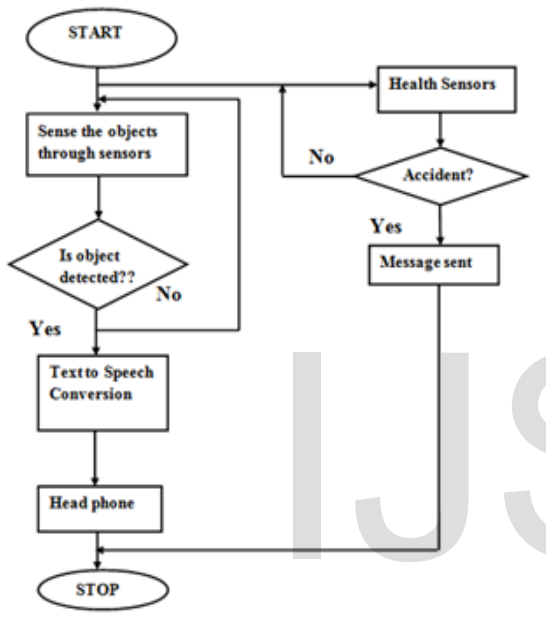 START
Health Sensors
Sense the objects
through sensors
No
Accident?
Yes
Is object
detected??
No
Message sent
Yes
Text to Speech
Conversion
Head phone
STOP
IJS